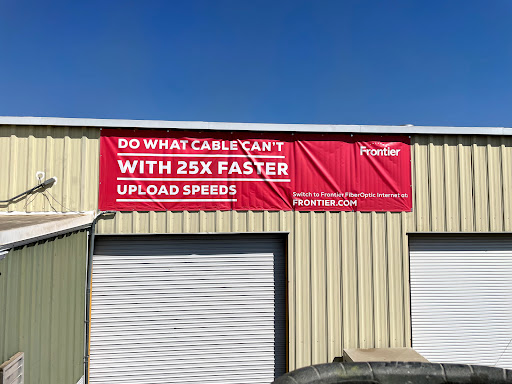 DO WHAT CABLE CAN'T
WITH 25X FASTER
UPLOAD SPEEDS
Frontier
Switch to Frontier FiberOptic Internet at
FRONTIER.COM